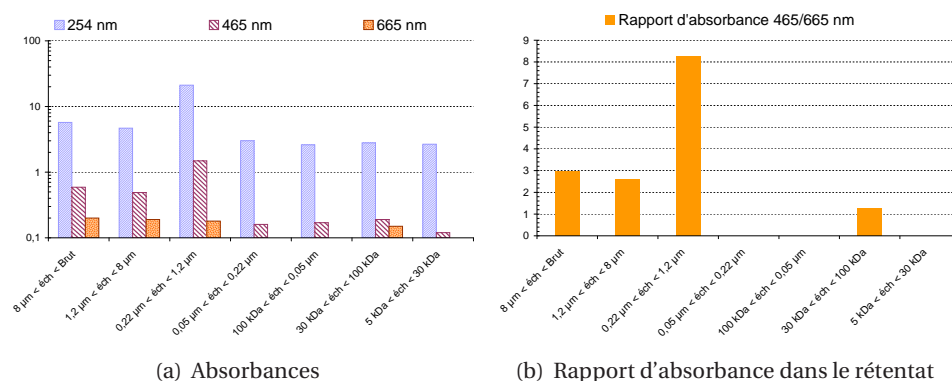 254 nm 465 nm 665 nm
100
10
1
0,1
8 µm < éch < Brut
1,2 µm < éch < 8 µm
0,22 µm < éch < 1,2 µm
0,05 µm < éch < 0,22 µm
100 kDa < éch < 0,05 µm
30 kDa < éch < 100 kDa
5 kDa < éch < 30 kDa
(a) Absorbances
Rapport d'absorbance 465/665 nm
9
8
7
6
5
4
3
2
1
0
8 µm < éch < Brut
1,2 µm < éch < 8 µm
0,22 µm < éch < 1,2 µm
0,05 µm < éch < 0,22 µm
100 kDa < éch < 0,05 µm
30 kDa < éch < 100 kDa
5 kDa < éch < 30 kDa
(b) Rapport d'absorbance dans le rétentat